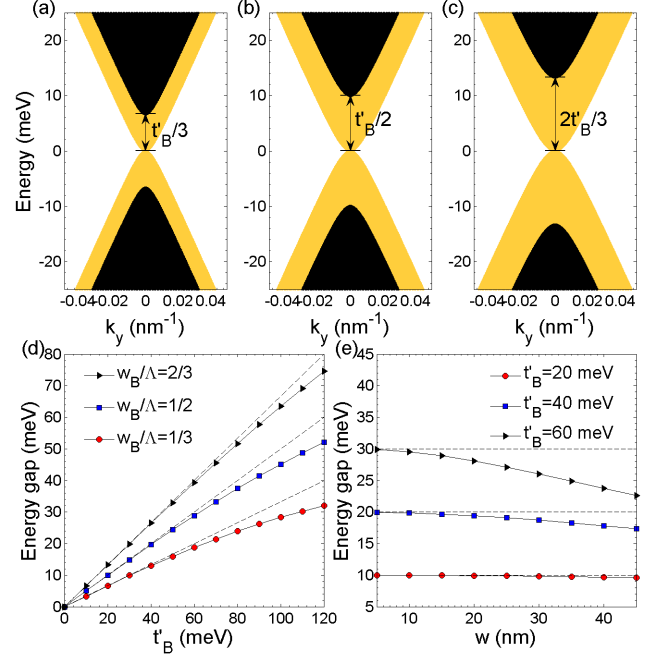 (a) (b) (c)
Energy (meV)
20
10
0
-10
-20
t'B/3
t'B/2
2t'B/3
-0.04 -0.02 0 0.02 0.04
-0.04 -0.02 0 0.02 0.04
-0.04 -0.02 0 0.02 0.04
ky (nm-1) ky (nm-1) ky (nm-1)
(d)
Energy gap (meV)
80
70
60
50
40
30
20
10
0
wB/Λ=2/3
wB/Λ=1/2
wB/Λ=1/3
0 20 40 60 80 100 120
t'B (meV)
(e)
Energy gap (meV)
45
40
35
30
25
20
15
10
5
t'B=20 meV
t'B=40 meV
t'B=60 meV
10 20 30 40
w (nm)